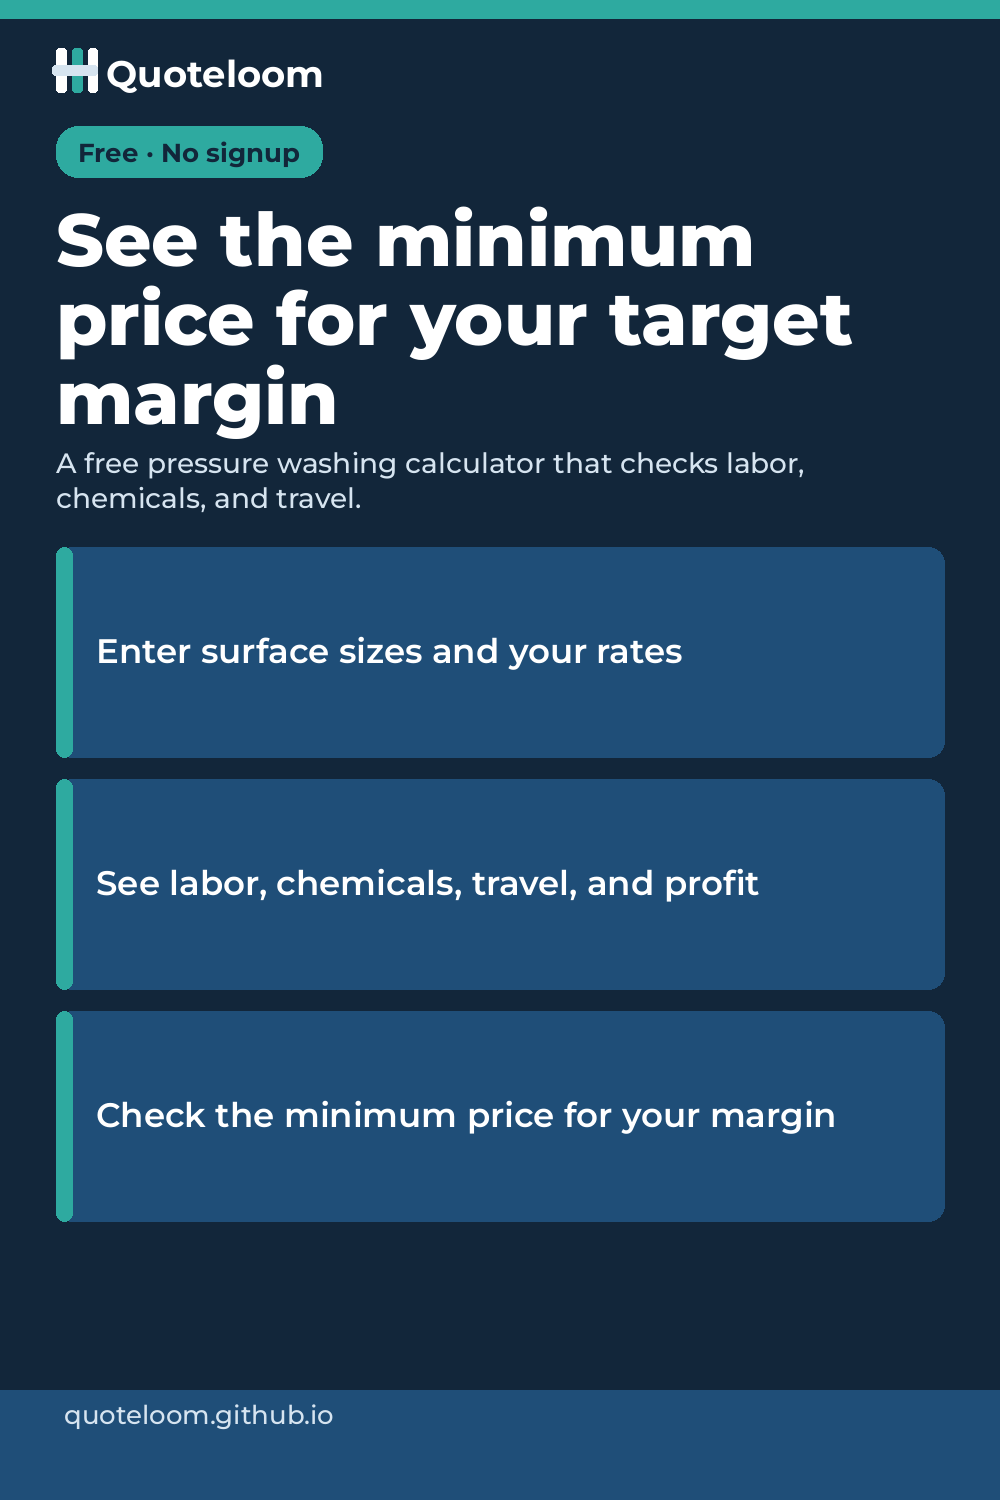 Quoteloom
Free · No signup
See the minimum
price for your target
margin
A free pressure washing calculator that checks labor,
chemicals, and travel.
Enter surface sizes and your rates
See labor, chemicals, travel, and profit
Check the minimum price for your margin
quoteloom.github.io